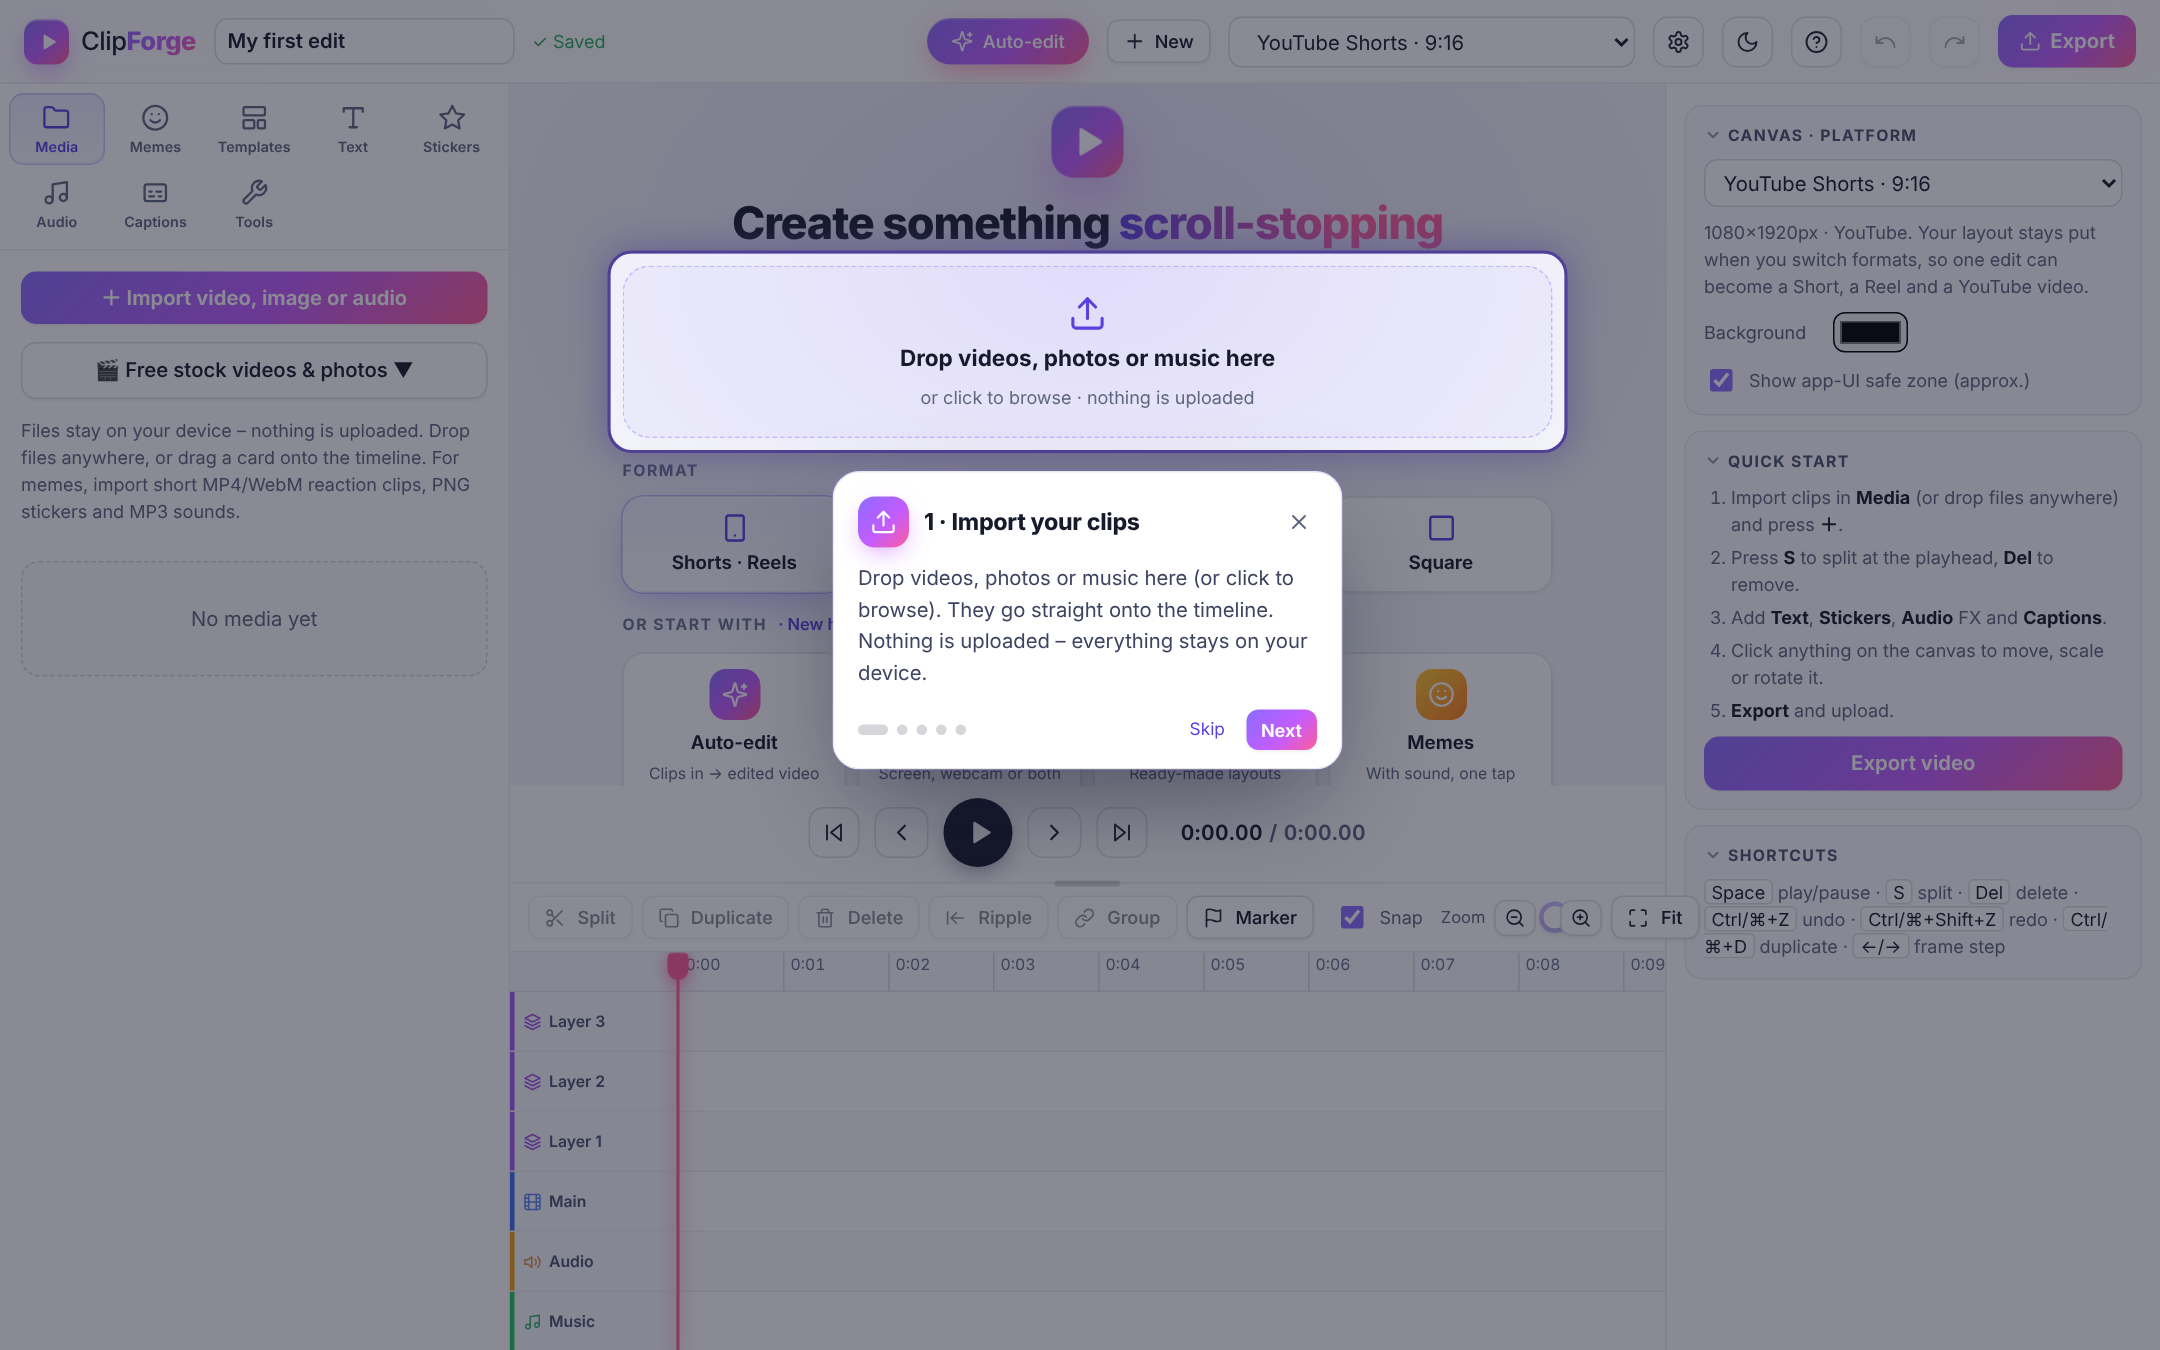 ClipForge
My first edit
✓ Saved
Auto-edit
+ New
YouTube Shorts · 9:16
Export
Media
Memes
Templates
Text
Stickers
Audio
Captions
Tools
+ Import video, image or audio
🎬 Free stock videos & photos ▼
Files stay on your device – nothing is uploaded. Drop
files anywhere, or drag a card onto the timeline. For
memes, import short MP4/WebM reaction clips, PNG
stickers and MP3 sounds.
No media yet
Create something scroll-stopping
Drop videos, photos or music here
or click to browse · nothing is uploaded
FORMAT
Shorts · Reels
Square
OR START WITH · New
Auto-edit
Clips in → edited video
Screen, webcam or both
Ready-made layouts
Memes
With sound, one tap
1 · Import your clips
Drop videos, photos or music here (or click to
browse). They go straight onto the timeline.
Nothing is uploaded – everything stays on your
device.
Skip
Next
0:00.00 / 0:00.00
Split
Duplicate
Delete
Ripple
Group
Marker
Snap
Zoom
Fit
0:00
0:01
0:02
0:03
0:04
0:05
0:06
0:07
0:08
0:09
Layer 3
Layer 2
Layer 1
Main
Audio
Music
CANVAS · PLATFORM
YouTube Shorts · 9:16
1080×1920px · YouTube. Your layout stays put
when you switch formats, so one edit can
become a Short, a Reel and a YouTube video.
Background
Show app-UI safe zone (approx.)
QUICK START
1. Import clips in Media (or drop files anywhere)
and press +.
2. Press S to split at the playhead, Del to
remove.
3. Add Text, Stickers, Audio FX and Captions.
4. Click anything on the canvas to move, scale
or rotate it.
5. Export and upload.
Export video
SHORTCUTS
Space play/pause · S split · Del delete ·
Ctrl/⌘+Z undo · Ctrl/⌘+Shift+Z redo · Ctrl/
⌘+D duplicate · ←/→ frame step